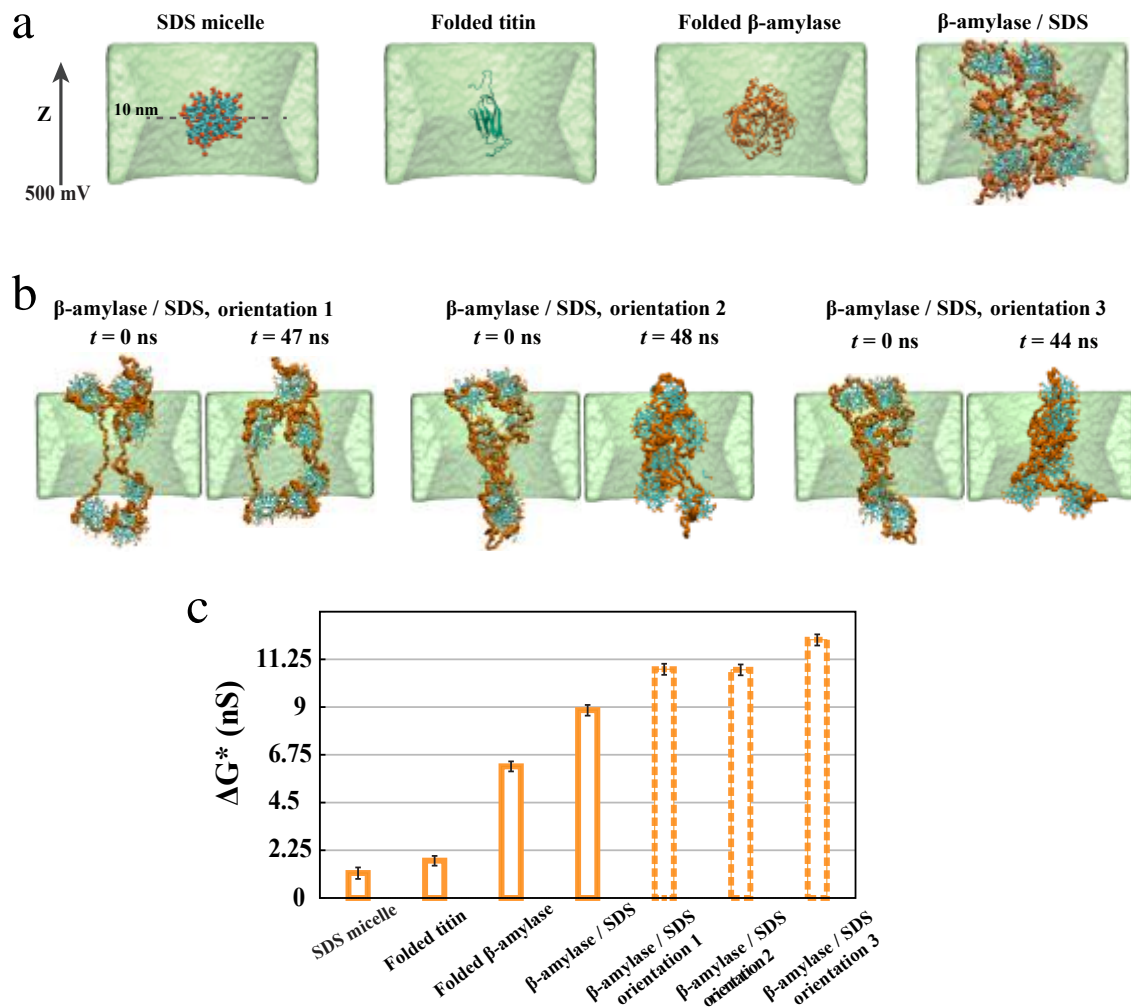 a
SDS micelle
Folded titin
Folded β-amylase
β-amylase / SDS
Z
10 nm
500 mV
b
β-amylase / SDS, orientation 1
t = 0 ns
t = 47 ns
β-amylase / SDS, orientation 2
t = 0 ns
t = 48 ns
β-amylase / SDS, orientation 3
t = 0 ns
t = 44 ns
c
ΔG* (nS)
11.25
9
6.75
4.5
2.25
0
SDS micelle
Folded titin
Folded β-amylase
β-amylase / SDS
β-amylase / SDS
orientation 1
β-amylase / SDS
orientation 2
β-amylase / SDS
orientation 3